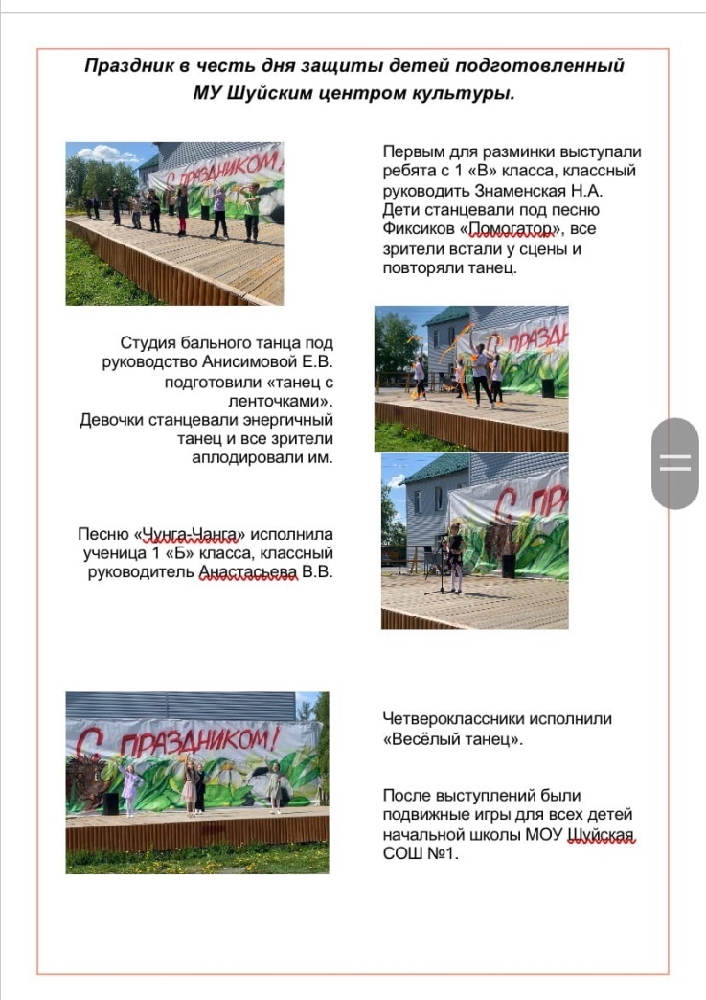 Праздник в честь дня защиты детей подготовленный
МУ Шуйским центром культуры.
С ПРАЗДНИКОМ!
Первым для разминки выступали
ребята с 1 «В» класса, классный
руководить Знаменская Н.А.
Дети станцевали под песню
Фиксиков «Помогатор», все
зрители встали у сцены и
повторяли танец.
Студия бального танца под
руководство Анисимовой Е.В.
подготовили «танец с
ленточками».
Девочки станцевали энергичный
танец и все зрители
аплодировали им.
С ПРАЗДН
Песню «Чунга-Чанга» исполнила
ученица 1 «Б» класса, классный
руководитель Анастасьева В.В.
С ПР
С ПРАЗДНИКОМ!
Четвероклассники исполнили
«Весёлый танец».
После выступлений были
подвижные игры для всех детей
начальной школы МОУ Шуйская
СОШ №1.